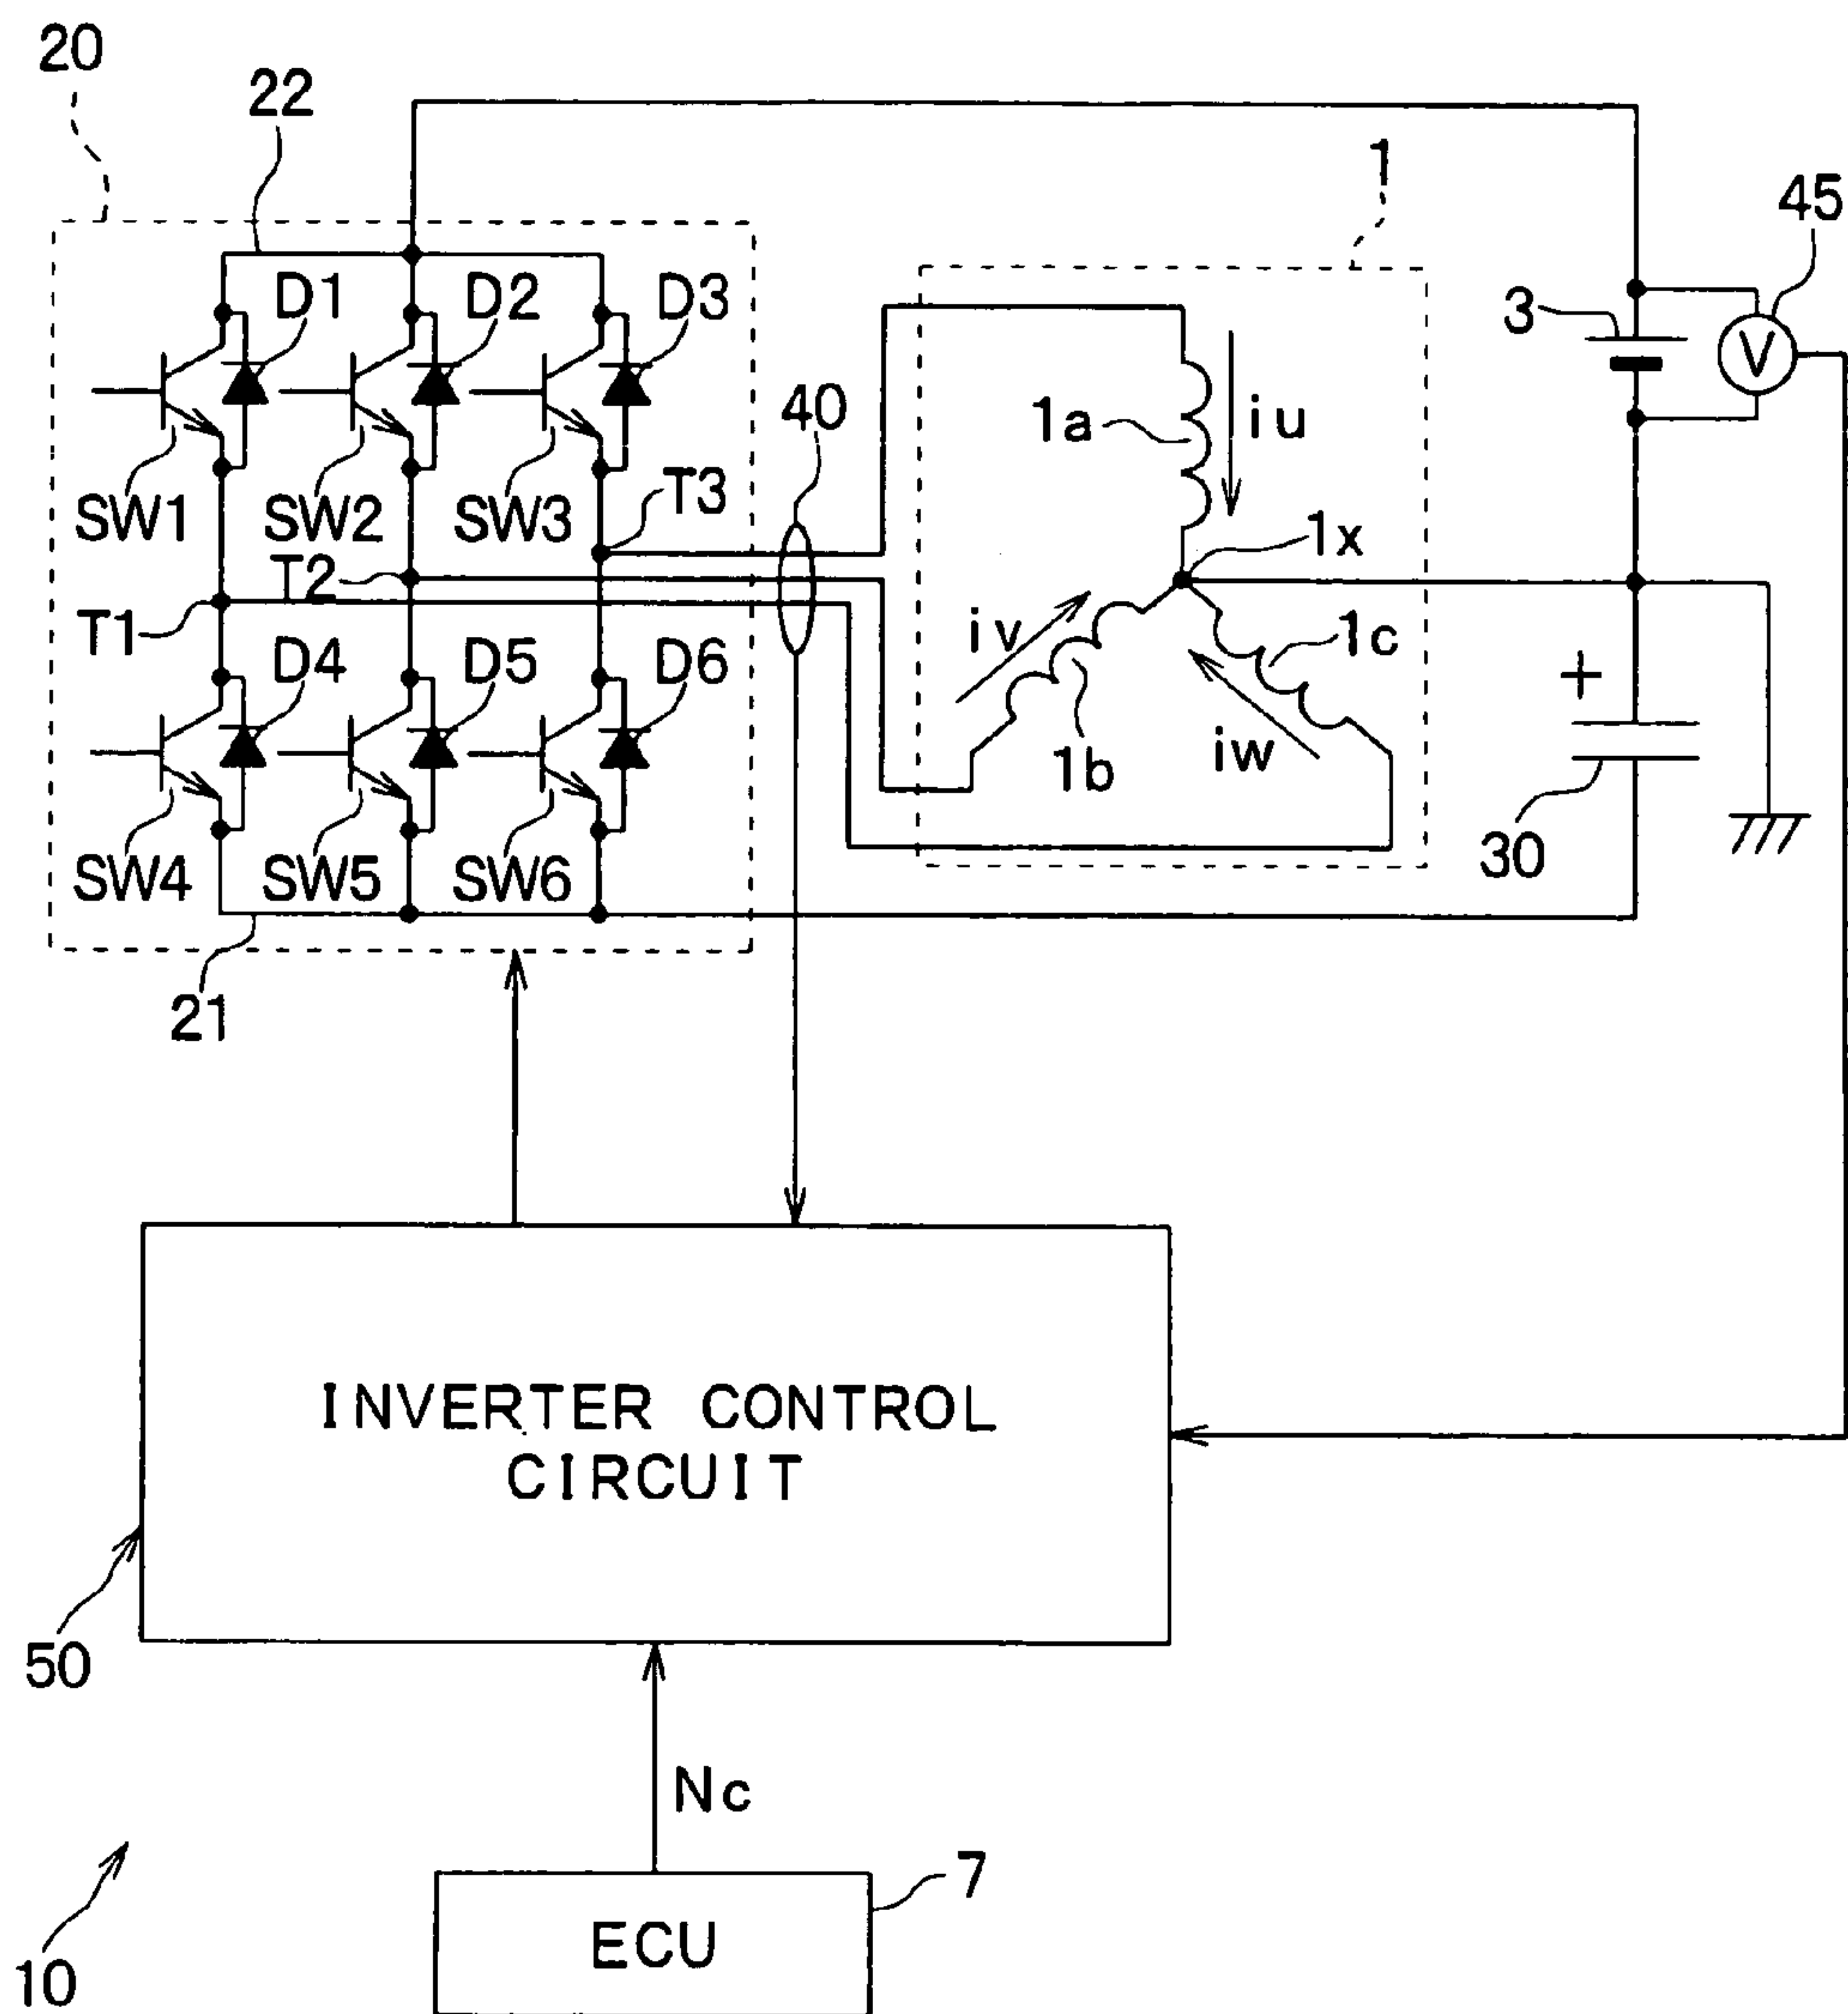 20
22
1
45
D1
D2
D3
3
V
40
1a
iu
SW1
SW2
SW3
T3
1x
T2
T1
iv
1c
D4
D5
D6
+
1b
iw
30
SW4
SW5
SW6
21
INVERTER CONTROL
CIRCUIT
50
Nc
7
ECU
10